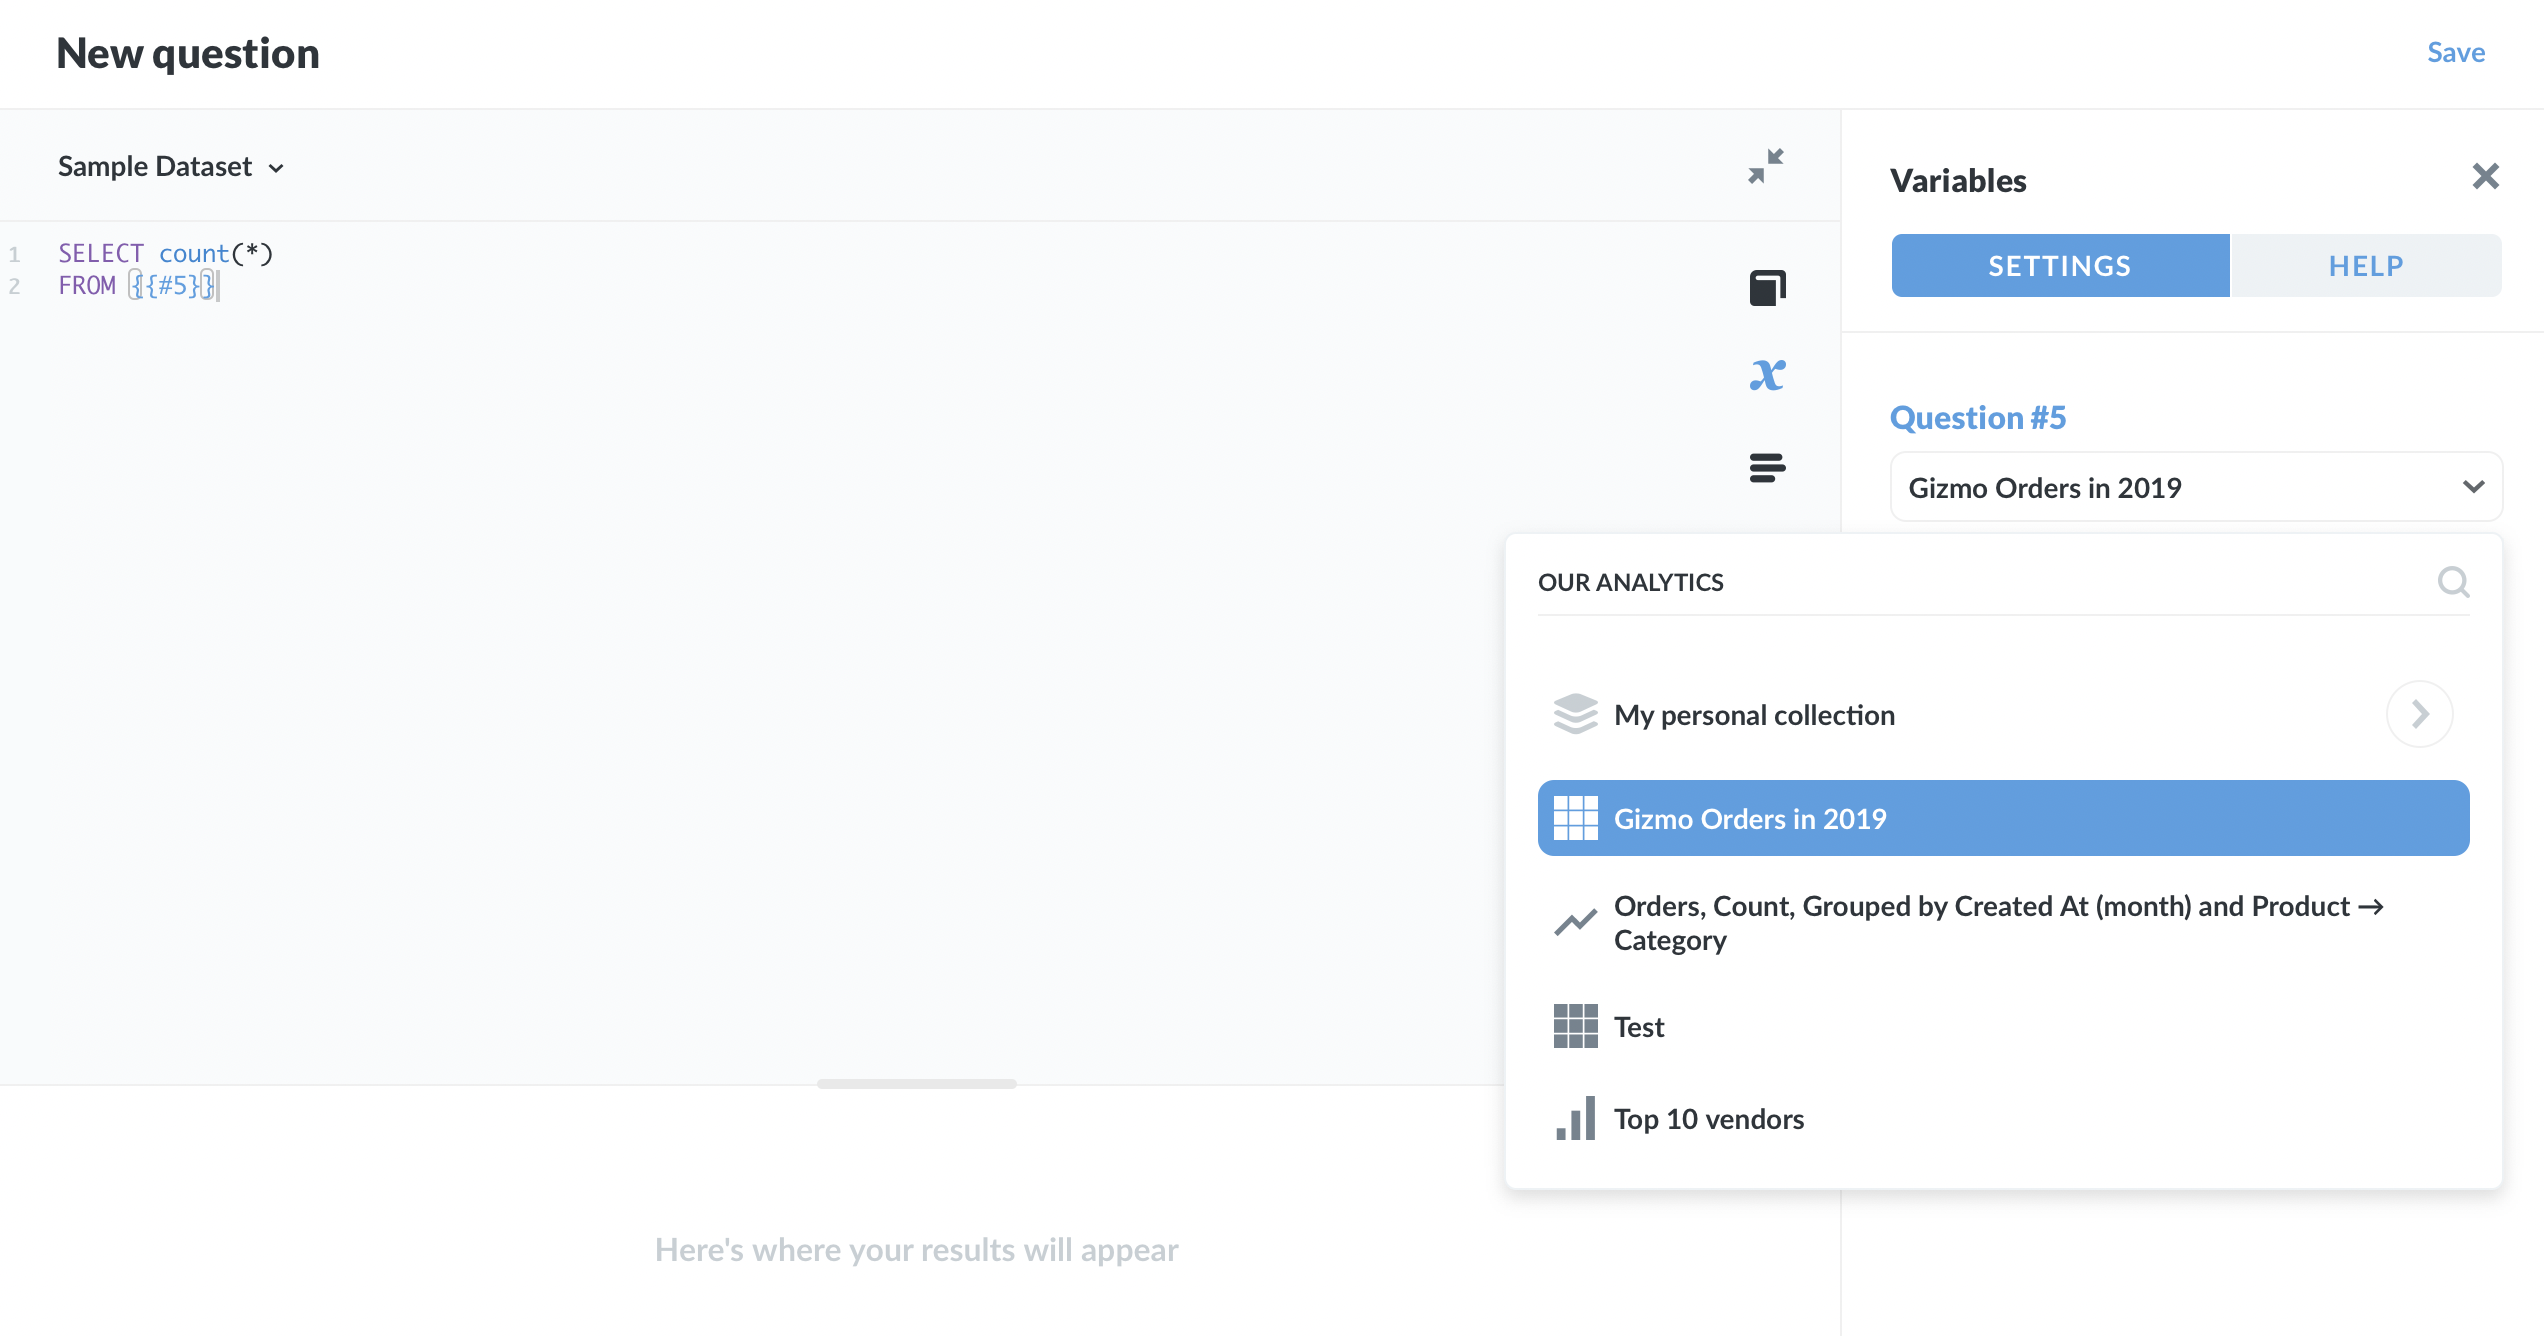 New question
Save
Sample Dataset
Variables
SETTINGS
HELP
1 SELECT count(*)
2 FROM {{#5}}
x
Question #5
Gizmo Orders in 2019
OUR ANALYTICS
My personal collection
Gizmo Orders in 2019
Orders, Count, Grouped by Created At (month) and Product →
Category
Test
Top 10 vendors
Here's where your results will appear